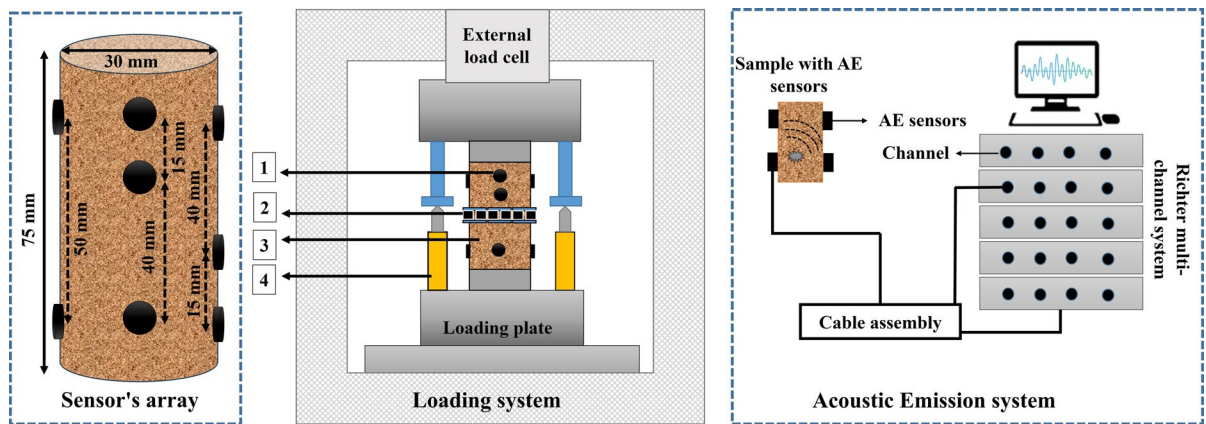 30 mm
75 mm
50 mm
15 mm
40 mm
40 mm
15 mm
Sensor's array
External
load cell
1
2
3
4
Loading plate
Loading system
Sample with AE
sensors
AE sensors
Channel
Richter multi-
channel system
Cable assembly
Acoustic Emission system